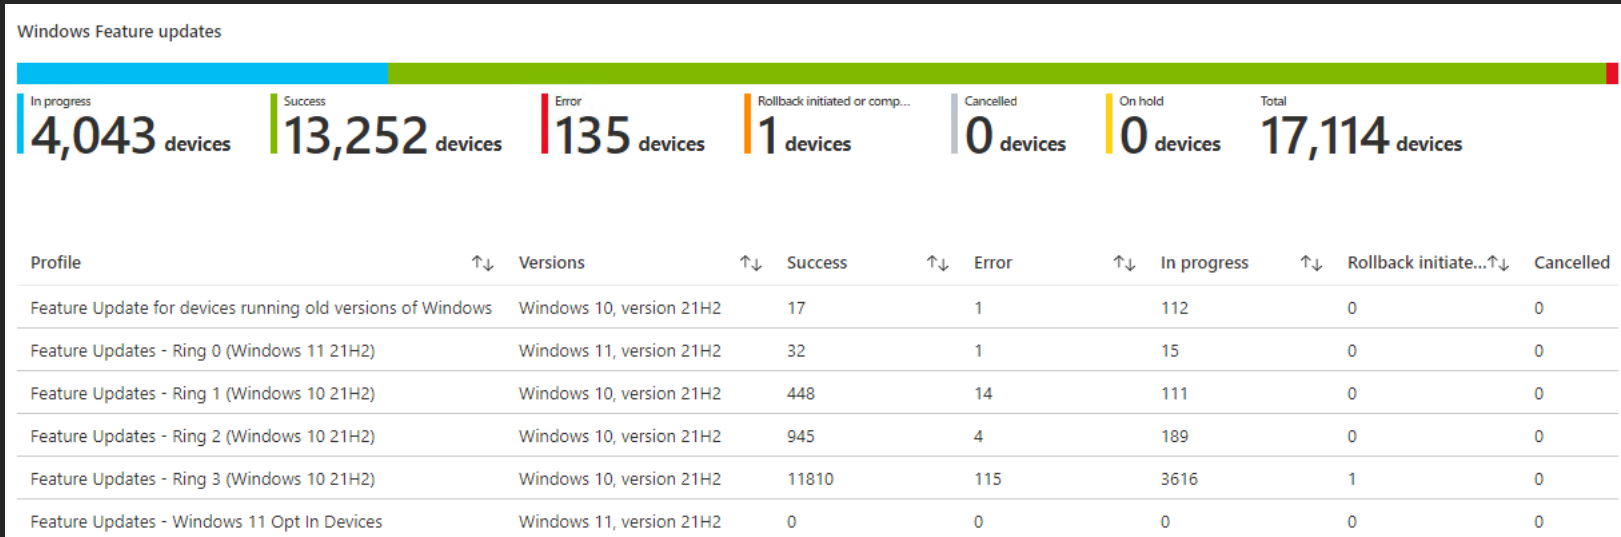 Windows Feature updates
In progress Success Error Rollback initiated or comp... Cancelled On hold Total
4,043 devices 13,252 devices 135 devices 1 devices 0 devices 0 devices 17,114 devices
Profile Versions Success Error In progress Rollback initiate... Cancelled
Feature Update for devices running old versions of Windows Windows 10, version 21H2 17 1 112 0 0
Feature Updates - Ring 0 (Windows 11 21H2) Windows 11, version 21H2 32 1 15 0 0
Feature Updates - Ring 1 (Windows 10 21H2) Windows 10, version 21H2 448 14 111 0 0
Feature Updates - Ring 2 (Windows 10 21H2) Windows 10, version 21H2 945 4 189 0 0
Feature Updates - Ring 3 (Windows 10 21H2) Windows 10, version 21H2 11810 115 3616 1 0
Feature Updates - Windows 11 Opt In Devices Windows 11, version 21H2 0 0 0 0 0